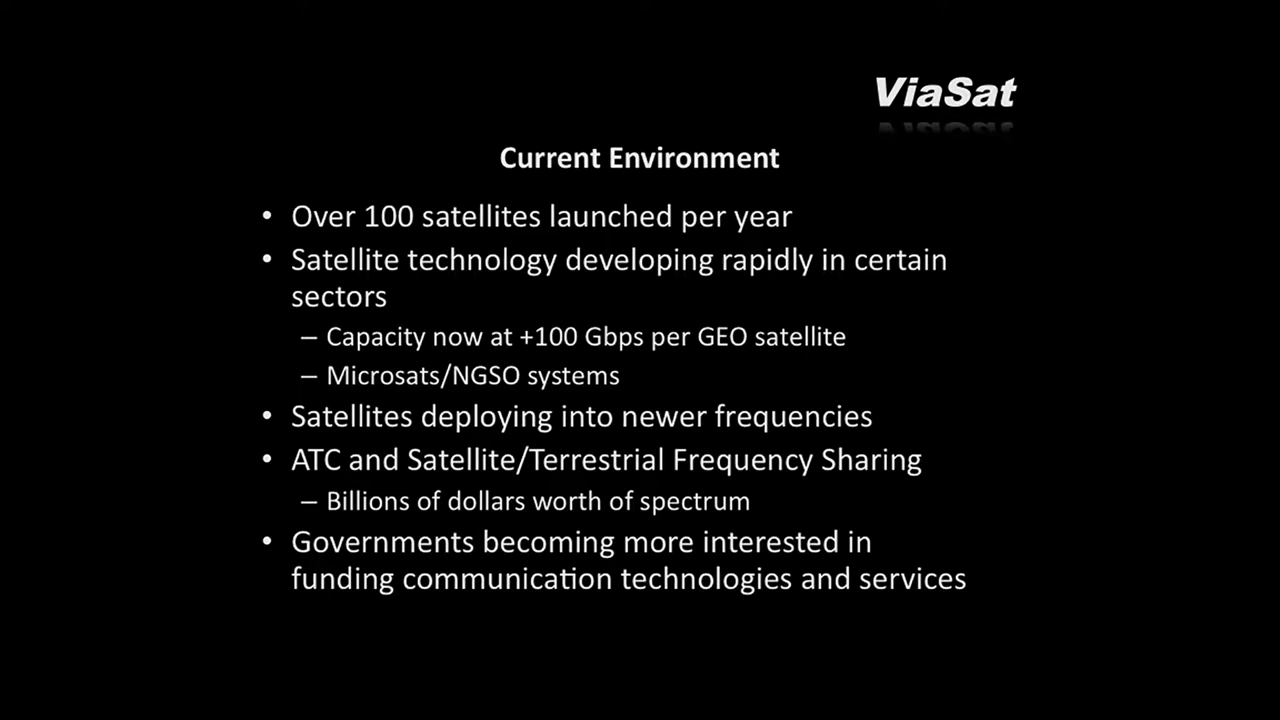 ViaSat
Current Environment
• Over 100 satellites launched per year
• Satellite technology developing rapidly in certain
sectors
– Capacity now at +100 Gbps per GEO satellite
– Microsats/NGSO systems
• Satellites deploying into newer frequencies
• ATC and Satellite/Terrestrial Frequency Sharing
– Billions of dollars worth of spectrum
• Governments becoming more interested in
funding communication technologies and services